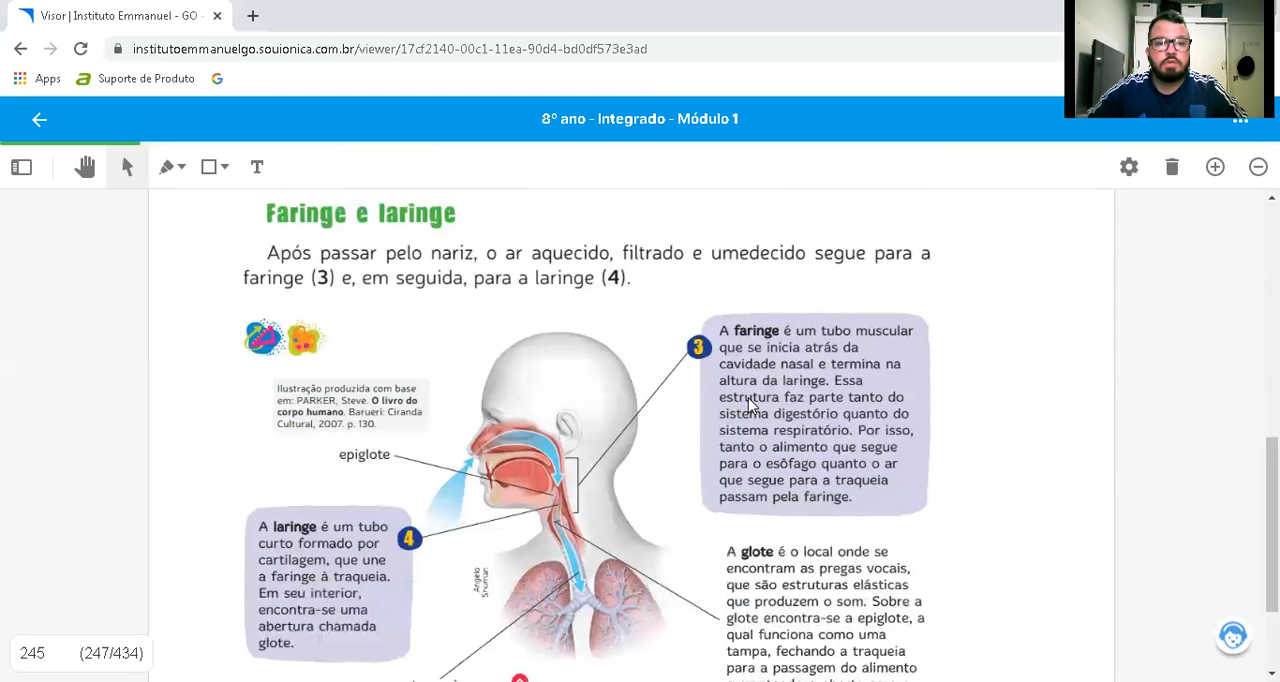 Visor | Instituto Emmanuel - GO -
institutoemmanuelgo.souionica.com.br/viewer/17cf2140-00c1-11ea-90d4-bd0df573e3ad
Apps
Suporte de Produto
8º ano - Integrado - Módulo 1
T
Faringe e laringe
Após passar pelo nariz, o ar aquecido, filtrado e umedecido segue para a
faringe (3) e, em seguida, para a laringe (4).
Ilustração produzida com base
em: PARKER, Steve. O livro do
corpo humano. Barueri: Ciranda
Cultural, 2007. p. 130.
epiglote
3
A faringe é um tubo muscular
que se inicia atrás da
cavidade nasal e termina na
altura da laringe. Essa
estrutura faz parte tanto do
sistema digestório quanto do
sistema respiratório. Por isso,
tanto o alimento que segue
para o esôfago quanto o ar
que segue para a traqueia
passam pela faringe.
4
A laringe é um tubo
curto formado por
cartilagem, que une
a faringe à traqueia.
Em seu interior,
encontra-se uma
abertura chamada
glote.
Angelo
Shuman
A glote é o local onde se
encontram as pregas vocais,
que são estruturas elásticas
que produzem o som. Sobre a
glote encontra-se a epiglote, a
qual funciona como uma
tampa, fechando a traqueia
para a passagem do alimento
245 (247/434)